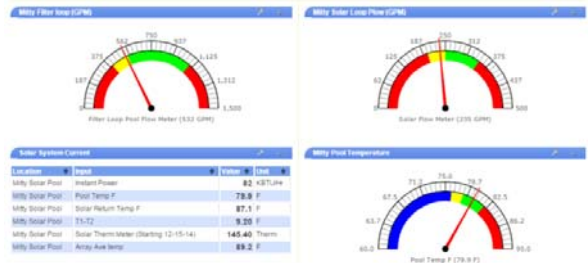 Mitty Filter loop (GPM)
0
187
375
562
750
937
1,125
1,312
1,500
Filter Loop Pool Flow Meter (532 GPM)
Mitty Solar Loop Flow (GPM)
0
62
125
250
312
375
437
500
Solar Flow Meter (235 GPM)
Solar System Current
Location Input Value Unit
Mitty Solar Pool Instant Power 82 KBTU/Hr
Mitty Solar Pool Pool Temp F 79.9 F
Mitty Solar Pool Solar Return Temp F 87.1 F
Mitty Solar Pool T1-T2 9.20 F
Mitty Solar Pool Solar Therm Meter (Starting 12-15-14) 145.40 Therm
Mitty Solar Pool Array Ave temp 89.2 F
Mitty Pool Temperature
60.0
63.7
67.5
71.2
75.0
78.7
82.5
86.2
95.0
Pool Temp F (79.9 F)